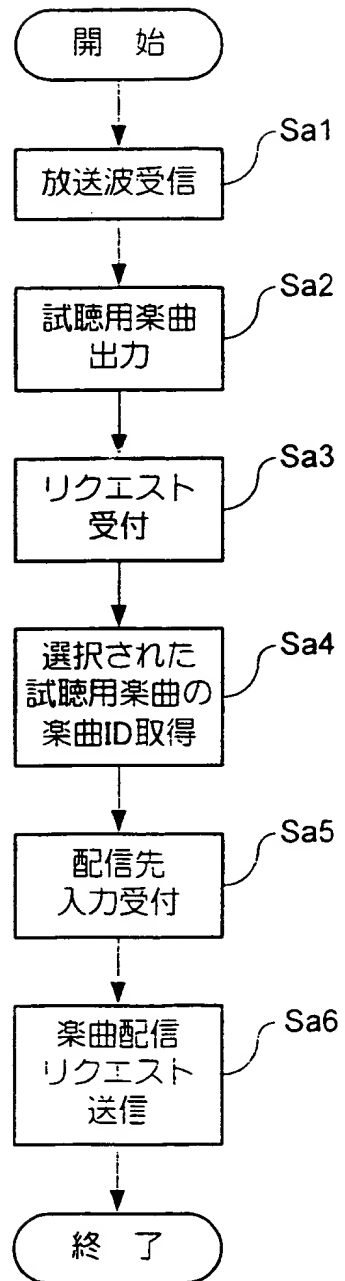 開 始
Sa1
放送波受信
Sa2
試聴用楽曲
出力
Sa3
リクエスト
受付
Sa4
選択された
試聴用楽曲の
楽曲ID取得
Sa5
配信先
入力受付
Sa6
楽曲配信
リクエスト
送信
終 了